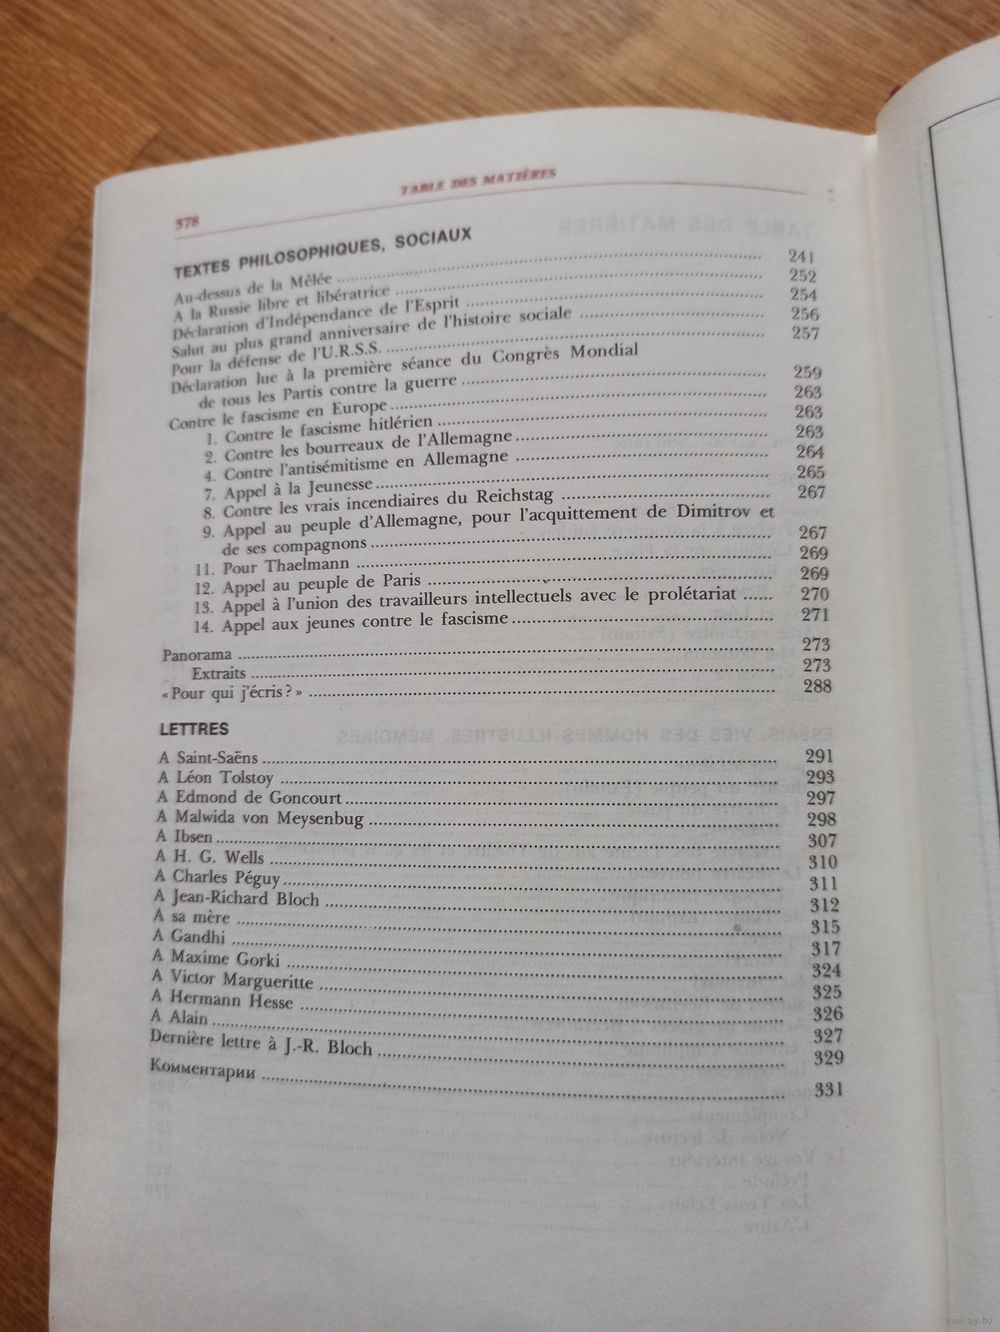 378
TABLE DES MATIÈRES
TEXTES PHILOSOPHIQUES, SOCIAUX
Au-dessus de la Mêlée 241
A la Russie libre et libératrice 252
Déclaration d'Indépendance de l'Esprit 254
Salut au plus grand anniversaire de l'histoire sociale 256
Pour la défense de l'U.R.S.S. 257
Déclaration lue à la première séance du Congrès Mondial
de tous les Partis contre la guerre 259
Contre le fascisme en Europe 263
1. Contre le fascisme hitlérien 263
2. Contre les bourreaux de l'Allemagne 263
4. Contre l'antisémitisme en Allemagne 264
7. Appel à la Jeunesse 265
8. Contre les vrais incendiaires du Reichstag 267
9. Appel au peuple d'Allemagne, pour l'acquittement de Dimitrov et
de ses compagnons 267
11. Pour Thaelmann 269
12. Appel au peuple de Paris 269
13. Appel à l'union des travailleurs intellectuels avec le prolétariat 270
14. Appel aux jeunes contre le fascisme 271
Panorama 273
Extraits 273
«Pour qui j'écris?» 288
LETTRES
A Saint-Saëns 291
A Léon Tolstoy 293
A Edmond de Goncourt 297
A Malwida von Meysenbug 298
A Ibsen 307
A H. G. Wells 310
A Charles Péguy 311
A Jean-Richard Bloch 312
A sa mère 315
A Gandhi 317
A Maxime Gorki 324
A Victor Margueritte 325
A Hermann Hesse 326
A Alain 327
Dernière lettre à J.-R. Bloch 329
Комментарии 331
www.ay.by